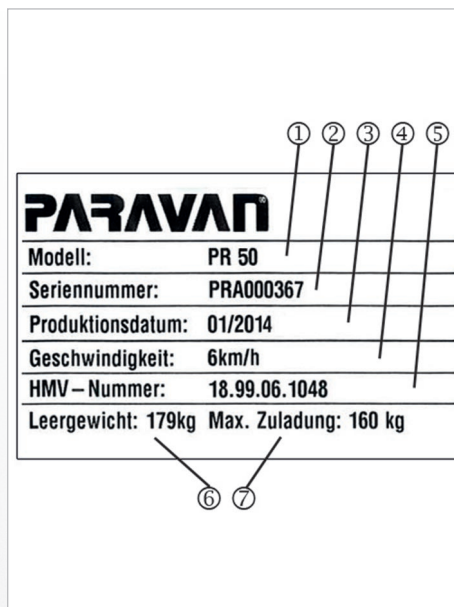 ① ② ③ ④ ⑤
PARAVAN®
Modell: PR 50
Seriennummer: PRA000367
Produktionsdatum: 01/2014
Geschwindigkeit: 6km/h
HMV–Nummer: 18.99.06.1048
Leergewicht: 179kg Max. Zuladung: 160 kg
⑥ ⑦